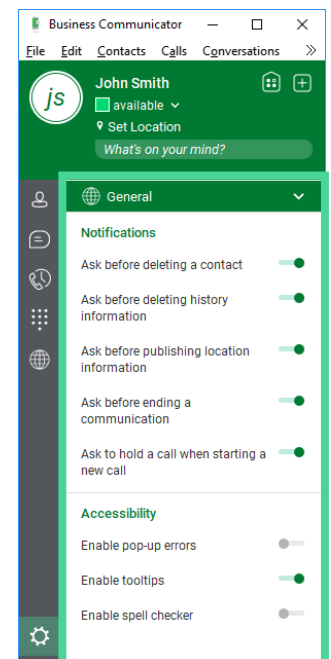 Business Communicator
File Edit Contacts Calls Conversations »
js
John Smith
available
Set Location
What's on your mind?
General
Notifications
Ask before deleting a contact
Ask before deleting history
information
Ask before publishing location
information
Ask before ending a
communication
Ask to hold a call when starting a
new call
Accessibility
Enable pop-up errors
Enable tooltips
Enable spell checker